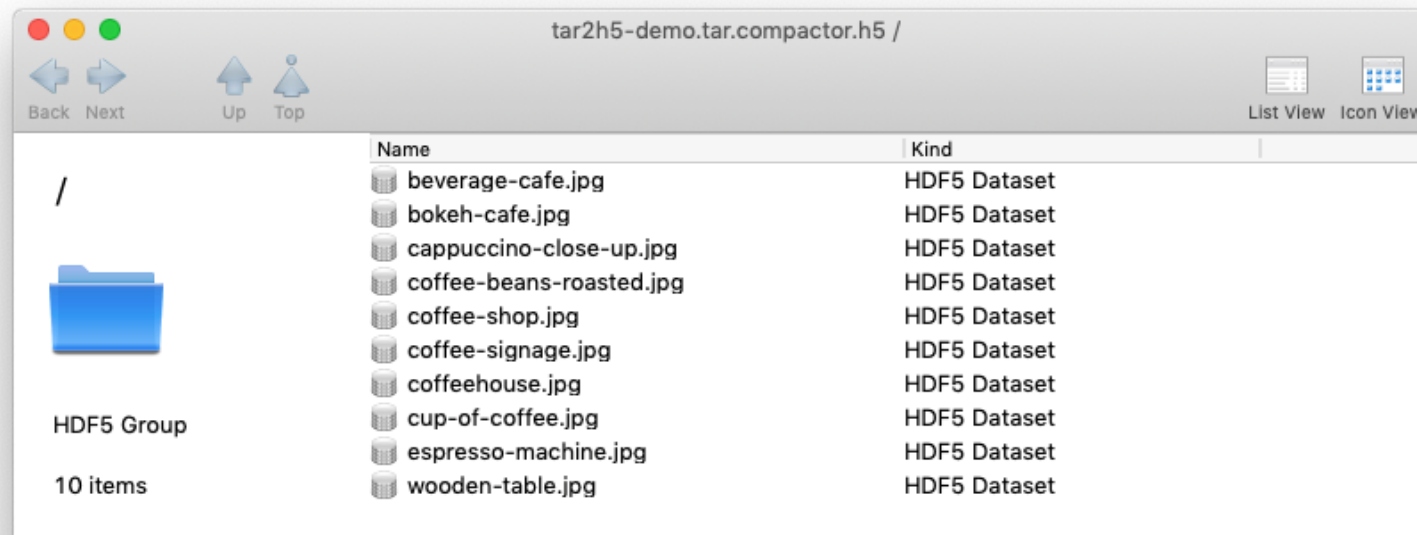 tar2h5-demo.tar.compactor.h5 /
Back Next Up Top List View Icon View
Name Kind
/
beverage-cafe.jpg HDF5 Dataset
bokeh-cafe.jpg HDF5 Dataset
cappuccino-close-up.jpg HDF5 Dataset
coffee-beans-roasted.jpg HDF5 Dataset
coffee-shop.jpg HDF5 Dataset
coffee-signage.jpg HDF5 Dataset
coffeehouse.jpg HDF5 Dataset
cup-of-coffee.jpg HDF5 Dataset
espresso-machine.jpg HDF5 Dataset
wooden-table.jpg HDF5 Dataset
HDF5 Group
10 items